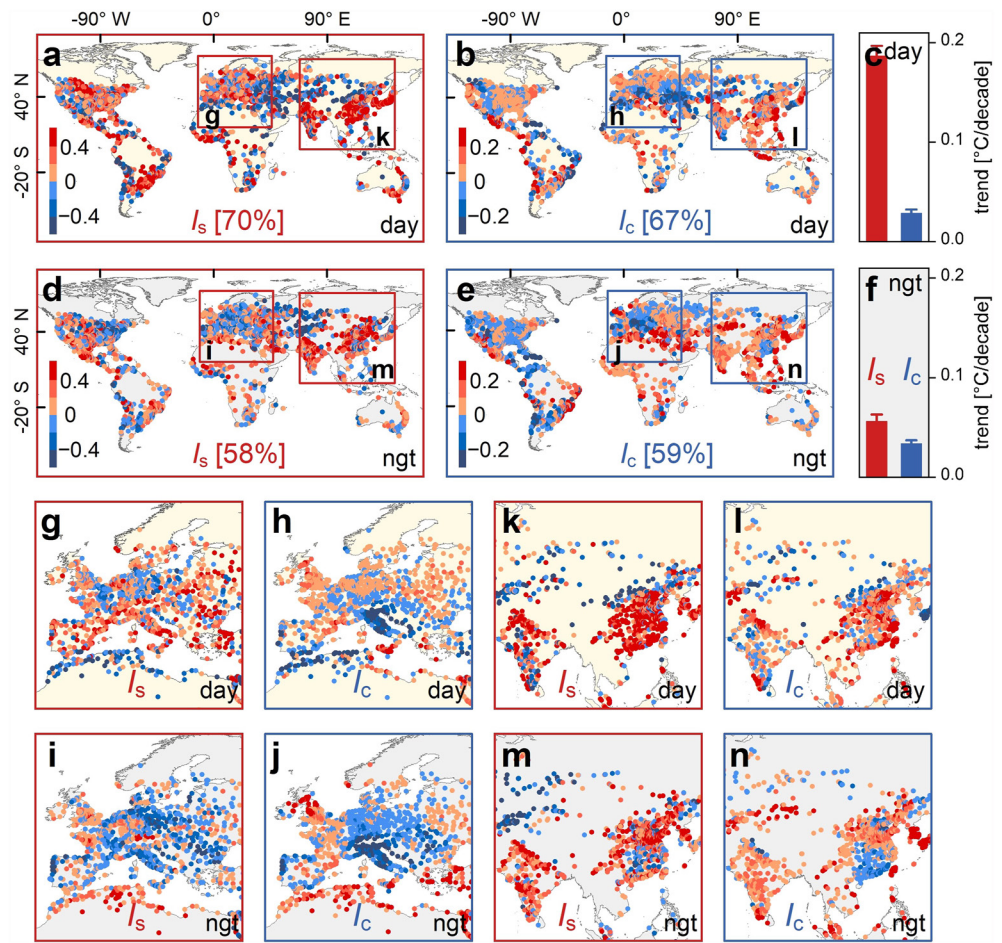 -90° W 0° 90° E -90° W 0° 90° E
a b c day
40° N
-20° S
g k h l
0.4 0 −0.4
0.2 0 −0.2
Is [70%] day
Ic [67%] day
0.2
0.1
0.0
trend [°C/decade]
d e f ngt
40° N
-20° S
i m j n
0.4 0 −0.4
0.2 0 −0.2
Is [58%] ngt
Ic [59%] ngt
0.2
0.1
0.0
Is Ic
trend [°C/decade]
g h k l
Is day Ic day Is day Ic day
i j m n
Is ngt Ic ngt Is ngt Ic ngt